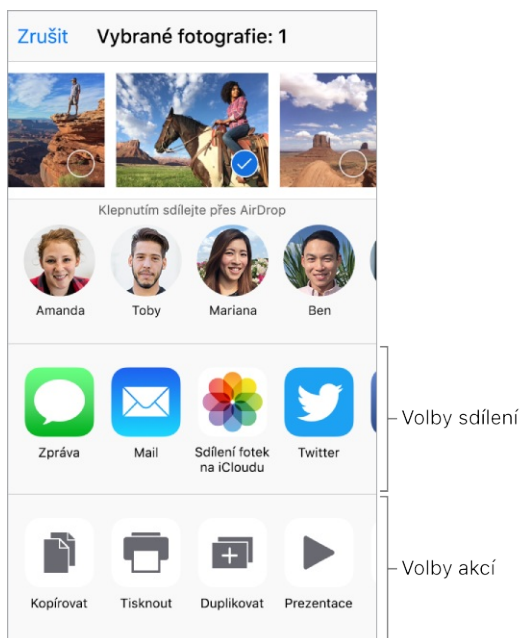 Zrušit Vybrané fotografie: 1
Klepnutím sdílejte přes AirDrop
Amanda Toby Mariana Ben
Zpráva Mail Sdílení fotek Twitter
na iCloudu
Volby sdílení
Kopírovat Tisknout Duplikovat Prezentace
Volby akcí